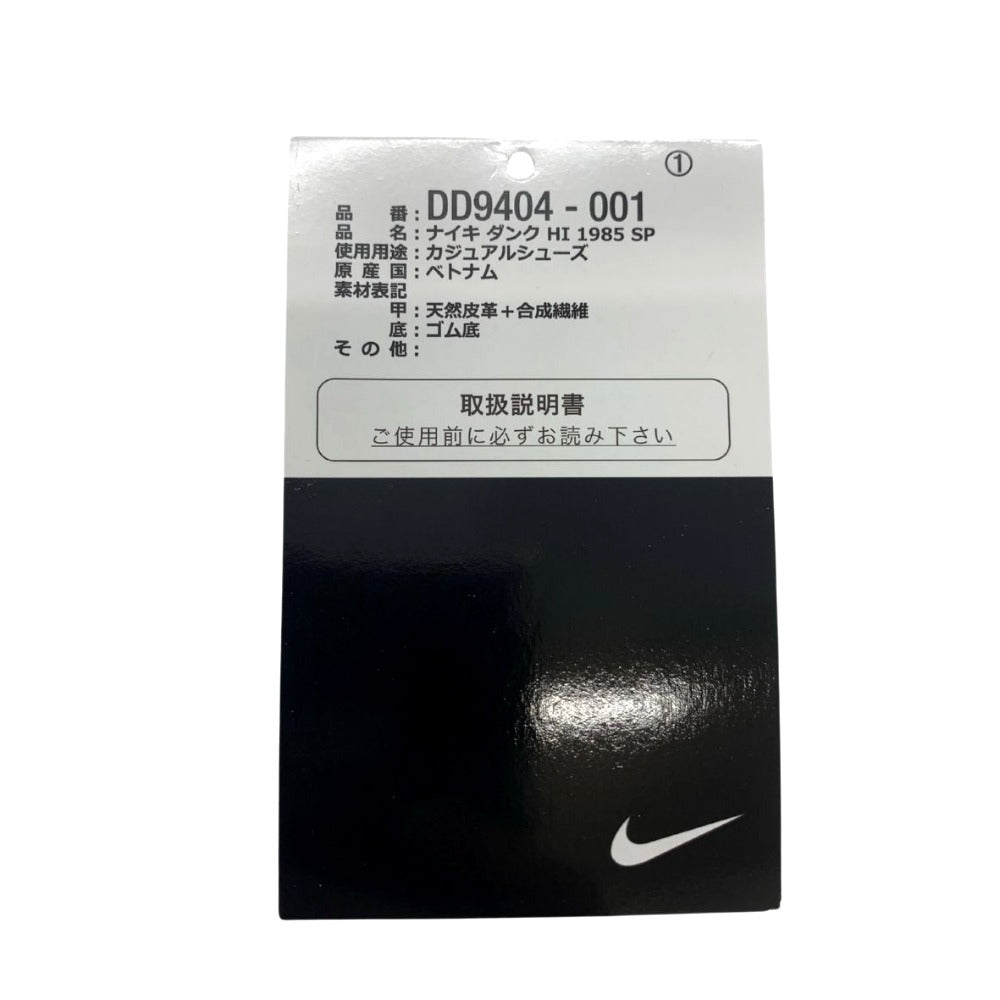 ①
品番：DD9404 - 001
品名：ナイキ ダンク HI 1985 SP
使用用途：カジュアルシューズ
原産国：ベトナム
素材表記
甲：天然皮革＋合成繊維
底：ゴム底
その他：
取扱説明書
ご使用前に必ずお読み下さい